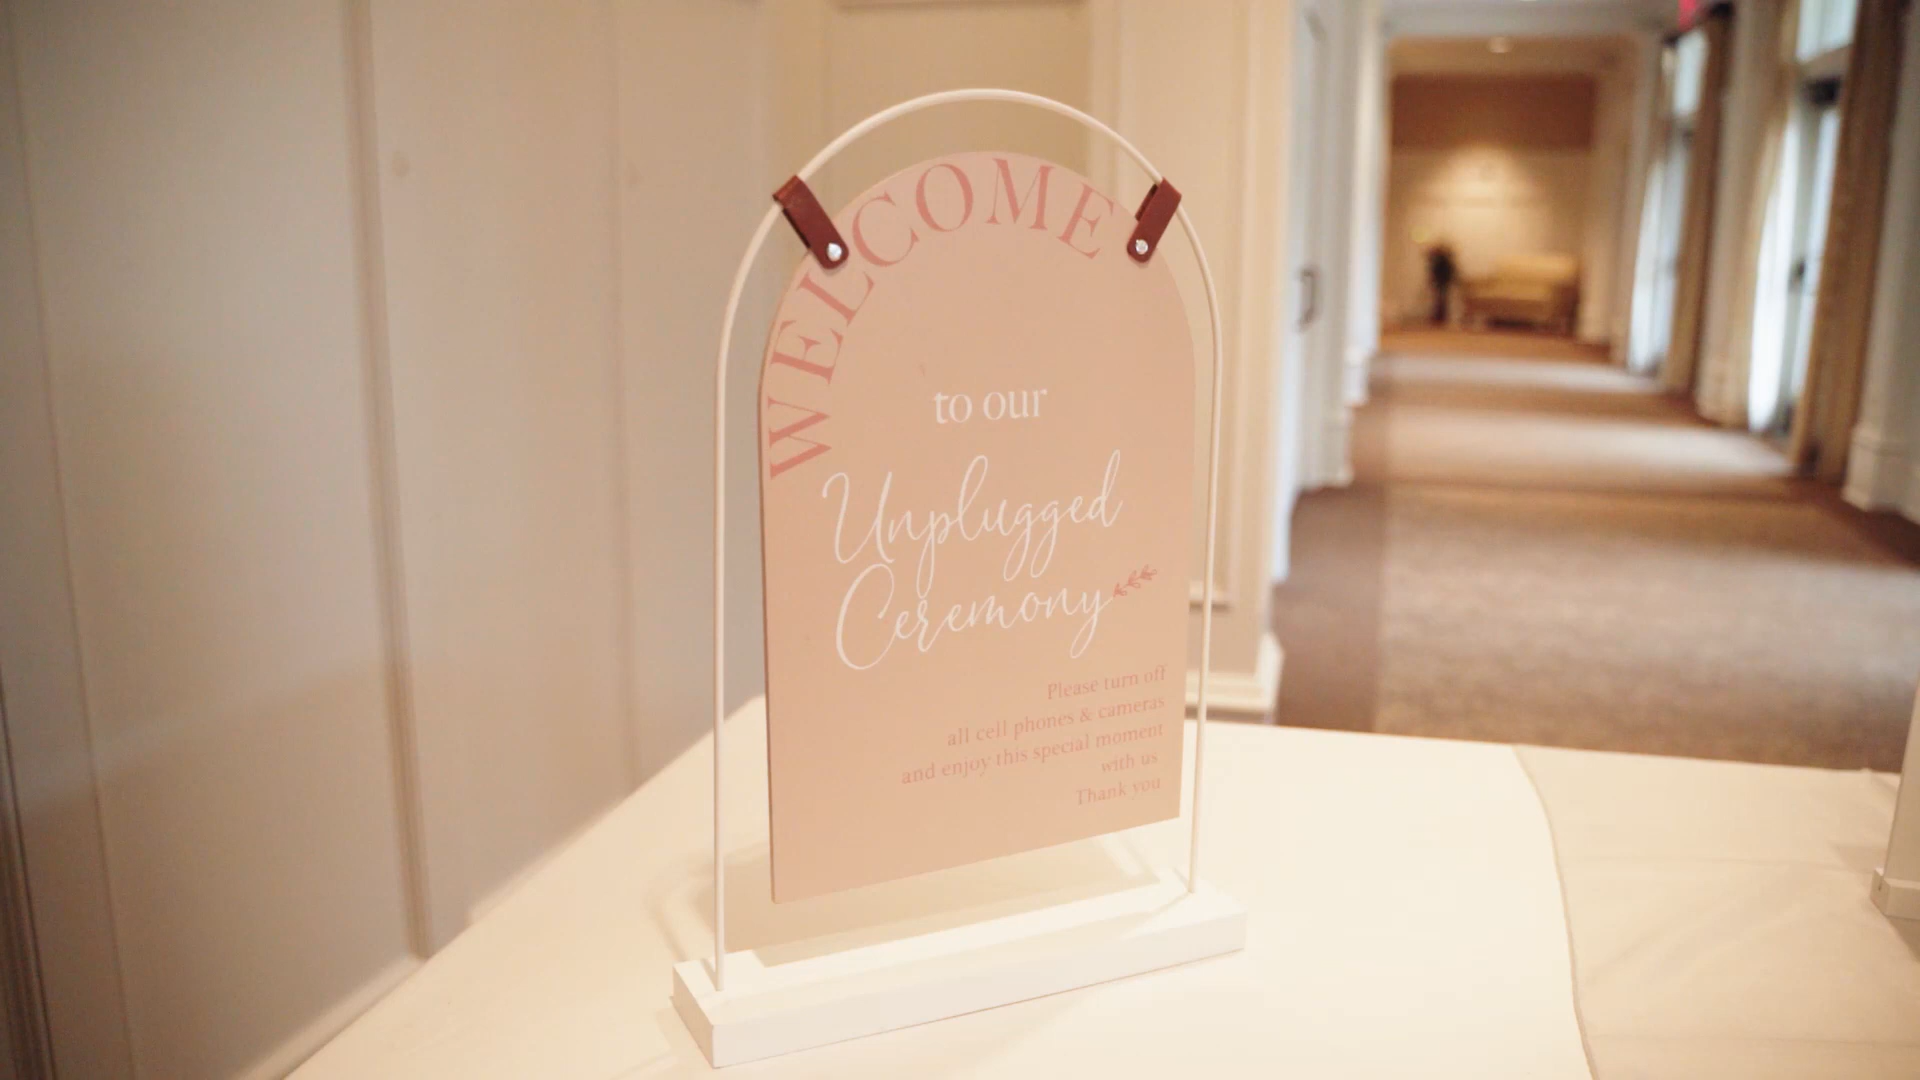 WELCOME
to our
Unplugged
Ceremony
Please turn off
all cell phones & cameras
and enjoy this special moment
with us
Thank you